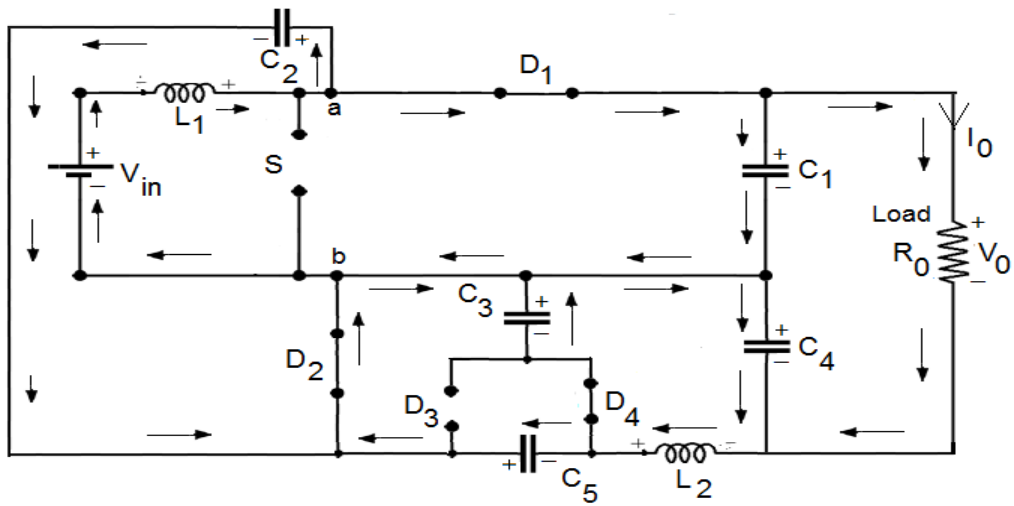 − + C2
D1
− + L1
a
S
+ − Vin
+ − C1
I0
Load
R0
+ V0 −
b
C3 + −
+ − C4
D2
D3
D4
+ − C5
+ − L2